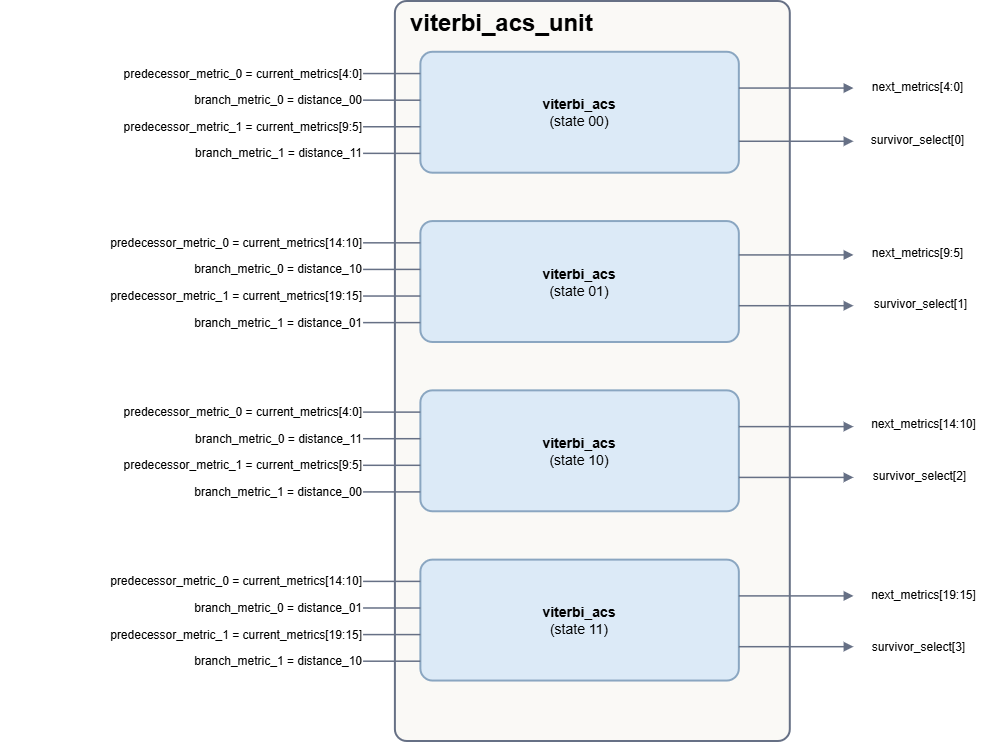 viterbi_acs_unit
predecessor_metric_0 = current_metrics[4:0]
branch_metric_0 = distance_00
predecessor_metric_1 = current_metrics[9:5]
branch_metric_1 = distance_11
viterbi_acs
(state 00)
next_metrics[4:0]
survivor_select[0]
predecessor_metric_0 = current_metrics[14:10]
branch_metric_0 = distance_10
predecessor_metric_1 = current_metrics[19:15]
branch_metric_1 = distance_01
viterbi_acs
(state 01)
next_metrics[9:5]
survivor_select[1]
predecessor_metric_0 = current_metrics[4:0]
branch_metric_0 = distance_11
predecessor_metric_1 = current_metrics[9:5]
branch_metric_1 = distance_00
viterbi_acs
(state 10)
next_metrics[14:10]
survivor_select[2]
predecessor_metric_0 = current_metrics[14:10]
branch_metric_0 = distance_01
predecessor_metric_1 = current_metrics[19:15]
branch_metric_1 = distance_10
viterbi_acs
(state 11)
next_metrics[19:15]
survivor_select[3]